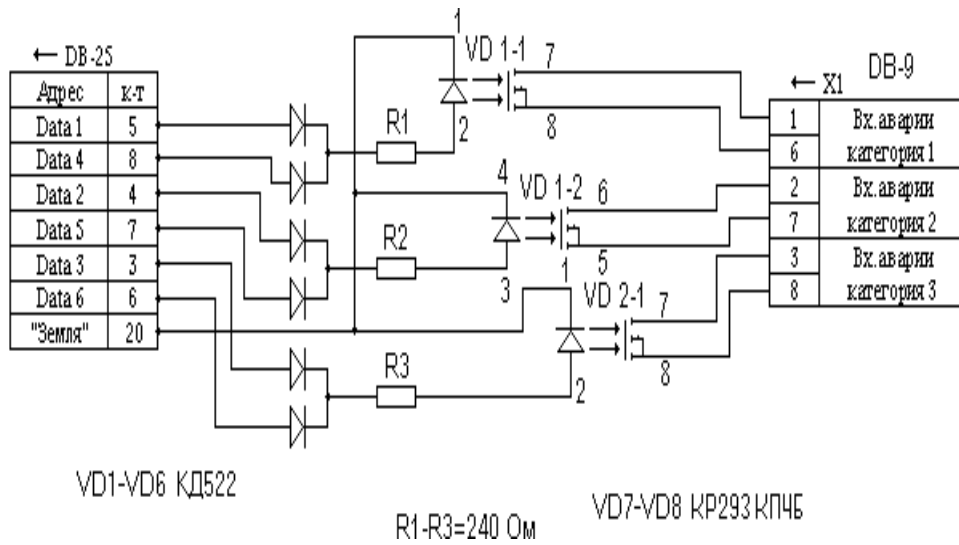 ← DB-25
Адрес к-т
Data 1 5
Data 4 8
Data 2 4
Data 5 7
Data 3 3
Data 6 6
"Земля" 20
R1
R2
R3
1
VD 1-1
2
7
8
4
VD 1-2
3
6
5
1
VD 2-1
2
7
8
← X1 DB-9
1 Вх.аварии
6 категория 1
2 Вх.аварии
7 категория 2
3 Вх.аварии
8 категория 3
VD1-VD6 КД522
R1-R3=240 Ом
VD7-VD8 КР293 КП4Б